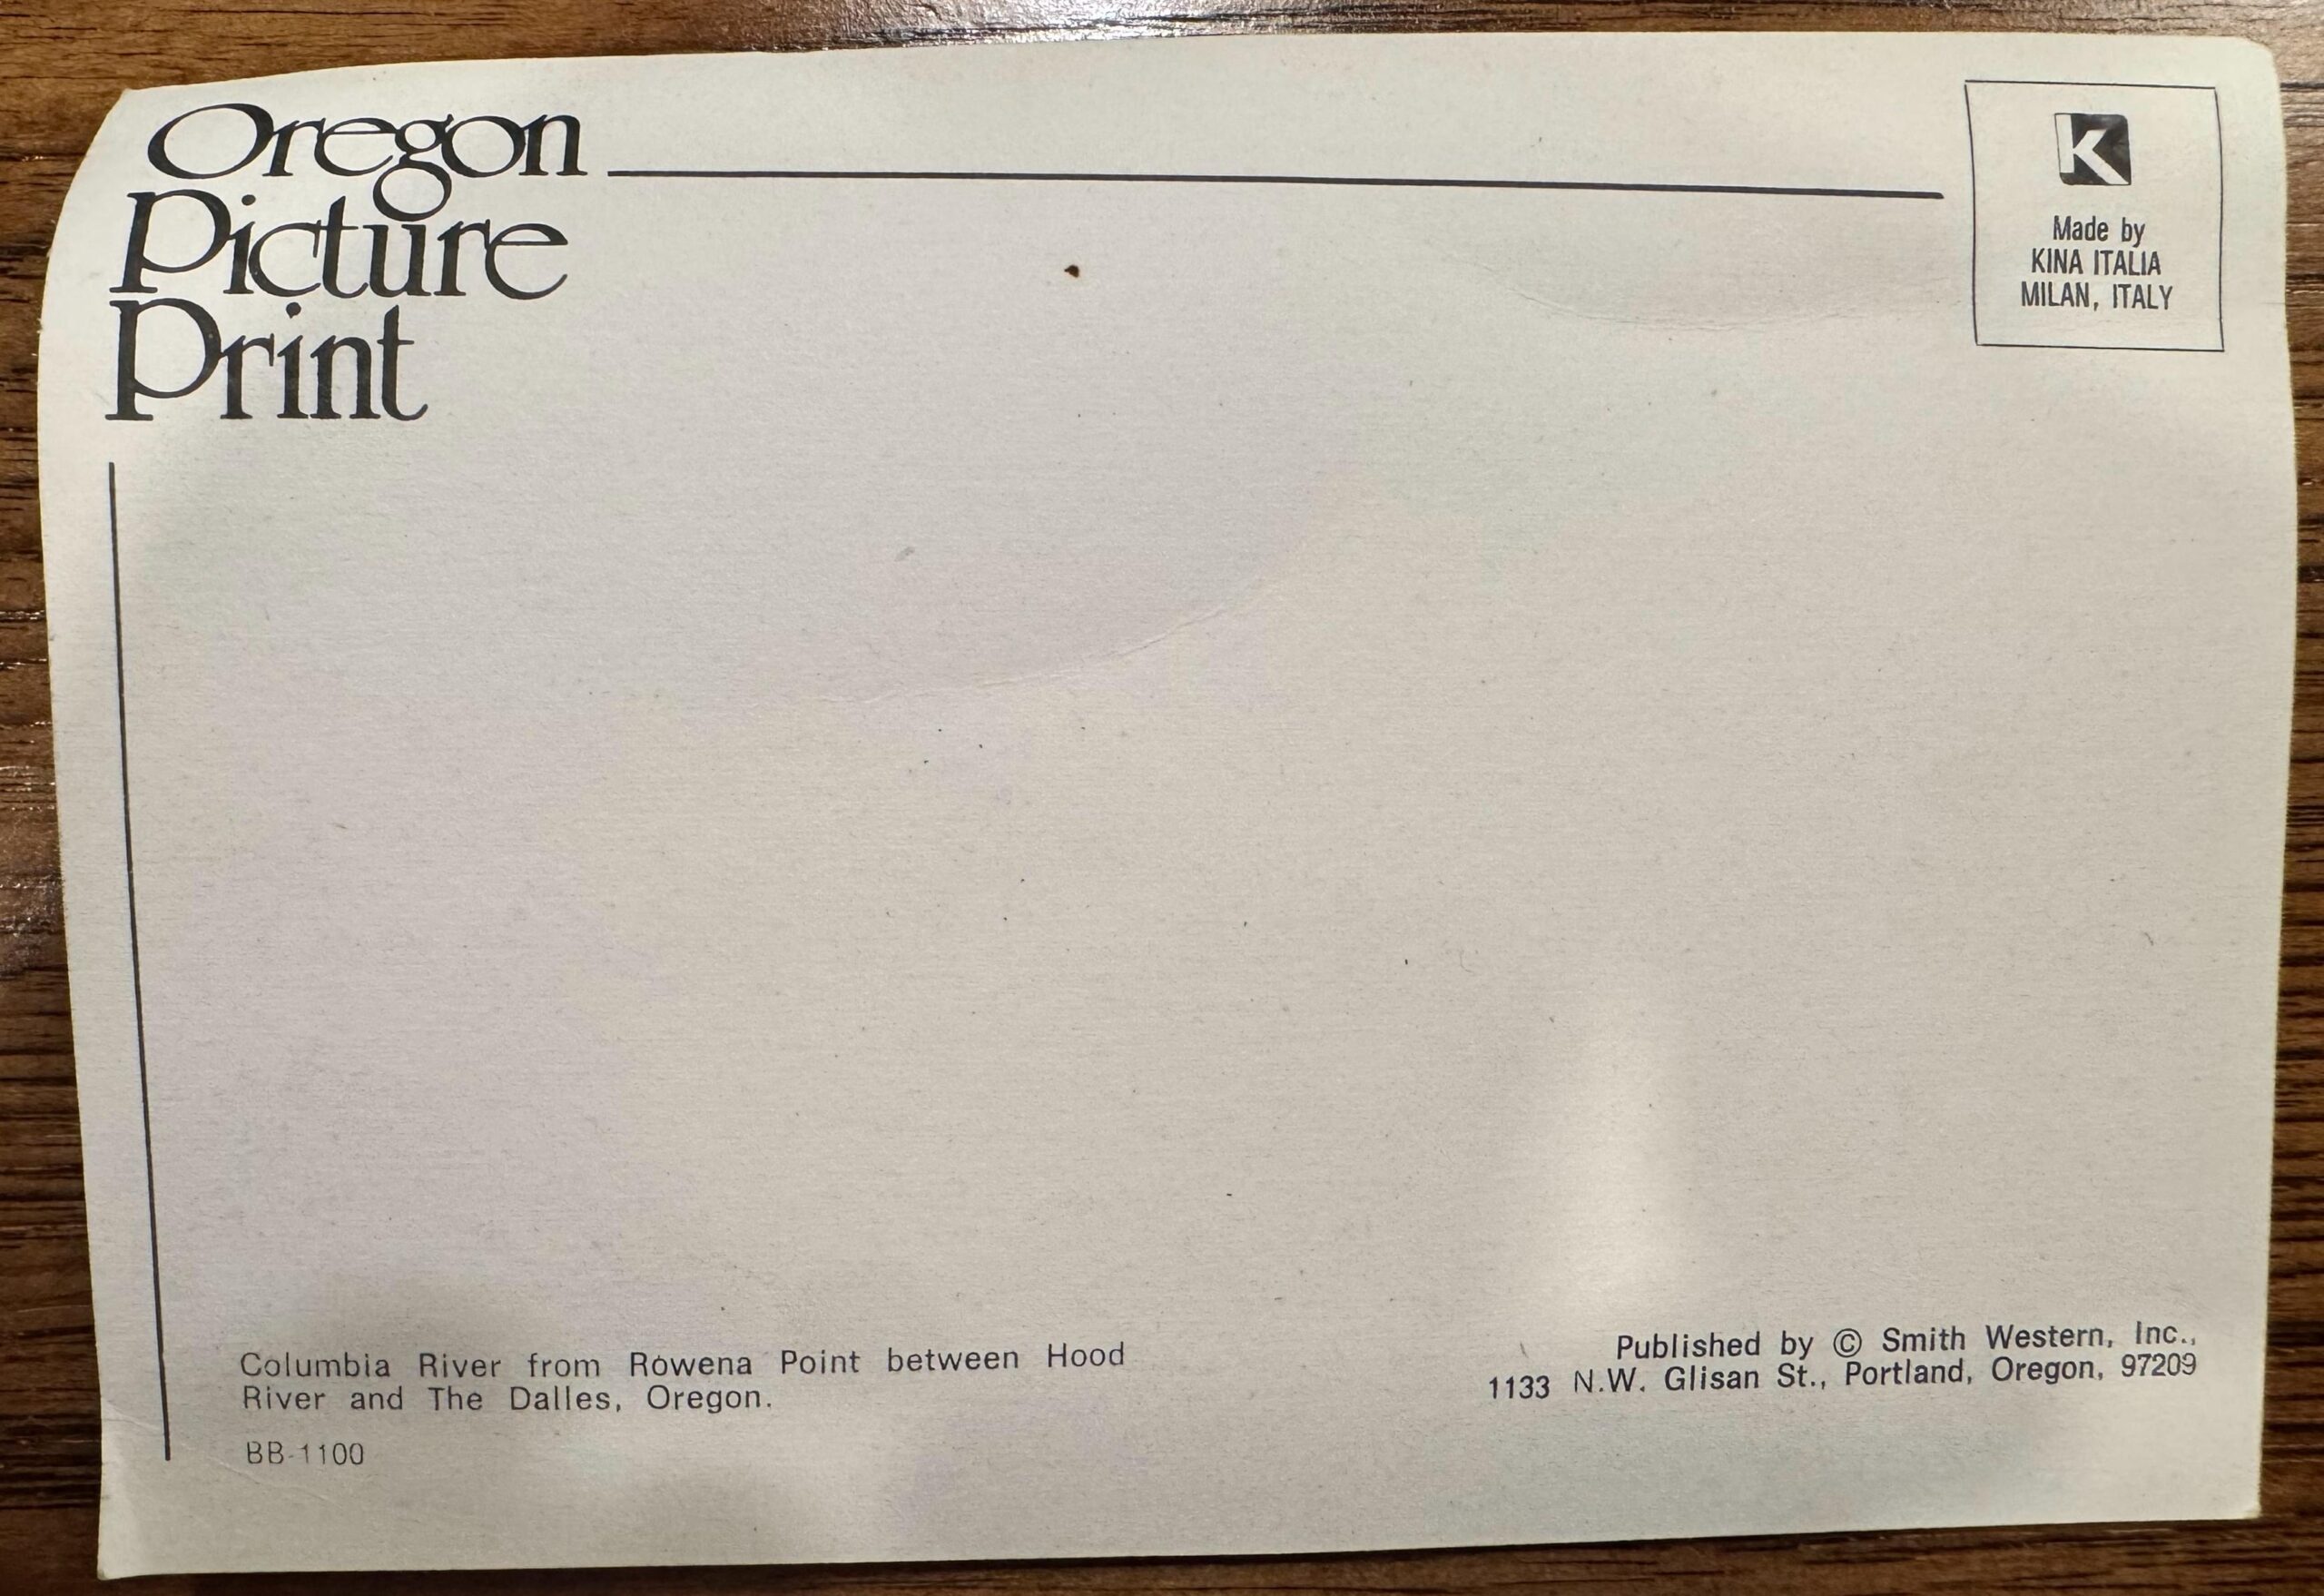 Oregon
Picture
Print
K
Made by
KINA ITALIA
MILAN, ITALY
Columbia River from Rowena Point between Hood
River and The Dalles, Oregon.
BB-1100
Published by © Smith Western, Inc.,
1133 N.W. Glisan St., Portland, Oregon, 97209